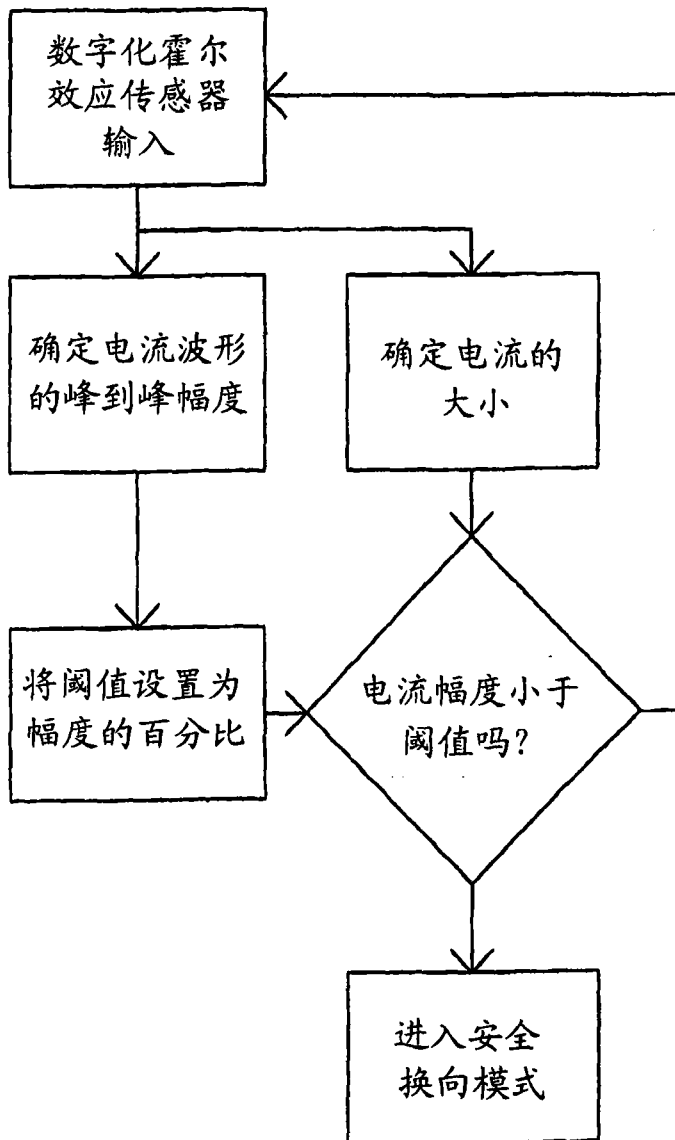 数字化霍尔
效应传感器
输入
确定电流波形
的峰到峰幅度
确定电流的
大小
将阈值设置为
幅度的百分比
电流幅度小于
阈值吗?
进入安全
换向模式